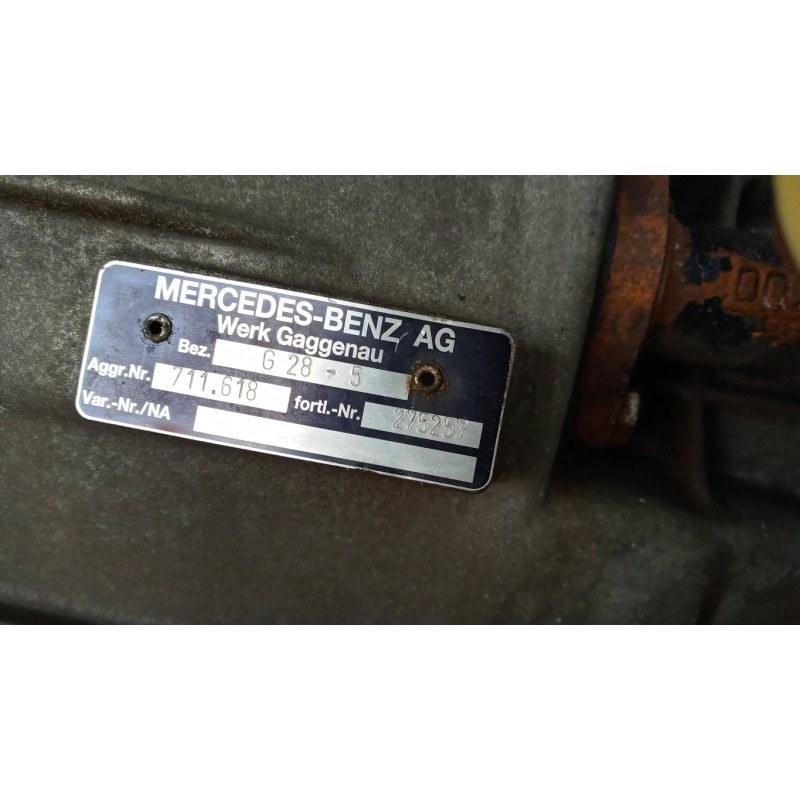 MERCEDES-BENZ AG
Werk Gaggenau
Bez. G 28 - 5
Aggr.Nr. 711.618
Var.-Nr./NA fortl.-Nr. 275257